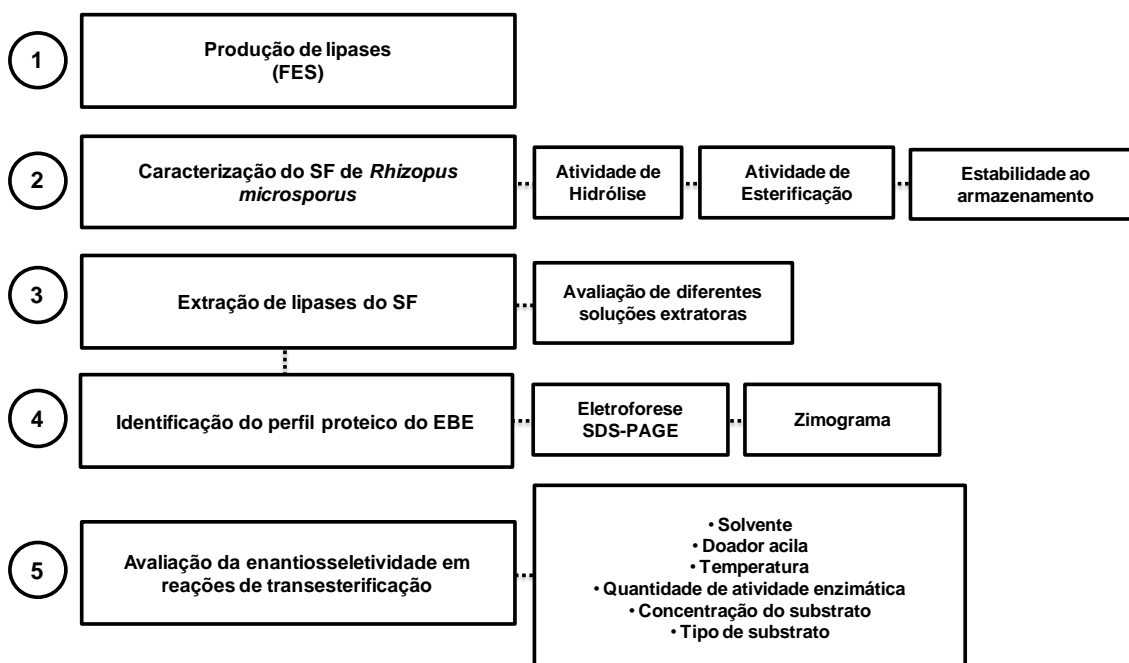 1
Produção de lipases
(FES)
2
Caracterização do SF de Rhizopus
microsporus
Atividade de
Hidrólise
Atividade de
Esterificação
Estabilidade ao
armazenamento
3
Extração de lipases do SF
Avaliação de diferentes
soluções extratoras
4
Identificação do perfil proteico do EBE
Eletroforese
SDS-PAGE
Zimograma
5
Avaliação da enantiosseletividade em
reações de transesterificação
• Solvente
• Doador acila
• Temperatura
• Quantidade de atividade enzimática
• Concentração do substrato
• Tipo de substrato